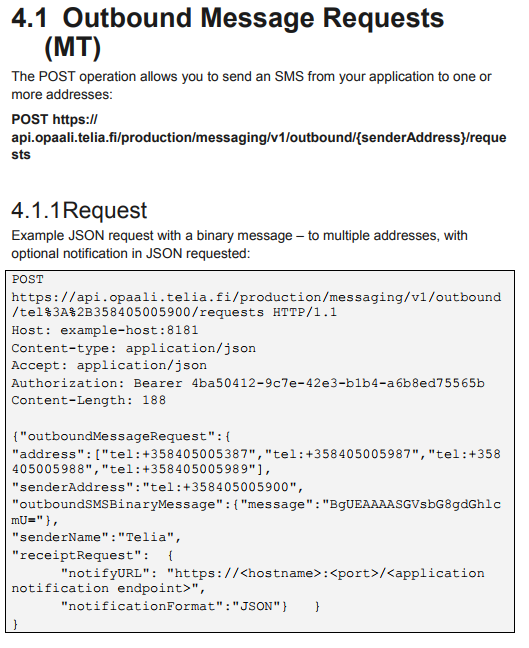 4.1 Outbound Message Requests
(MT)
The POST operation allows you to send an SMS from your application to one or
more addresses:
POST https://
api.opaali.telia.fi/production/messaging/v1/outbound/{senderAddress}/reque
sts
4.1.1Request
Example JSON request with a binary message – to multiple addresses, with
optional notification in JSON requested:
POST
https://api.opaali.telia.fi/production/messaging/v1/outbound
/tel%3A%2B358405005900/requests HTTP/1.1
Host: example-host:8181
Content-type: application/json
Accept: application/json
Authorization: Bearer 4ba50412-9c7e-42e3-b1b4-a6b8ed75565b
Content-Length: 188
{"outboundMessageRequest":{
"address":["tel:+358405005387","tel:+358405005987","tel:+358
405005988","tel:+358405005989"],
"senderAddress":"tel:+358405005900",
"outboundSMSBinaryMessage":{"message":"BgUEAAAASGVsbG8gdGhlc
mU="},
"senderName":"Telia",
"receiptRequest": {
"notifyURL": "https://<hostname>:<port>/<application
notification endpoint>",
"notificationFormat":"JSON"} }
}